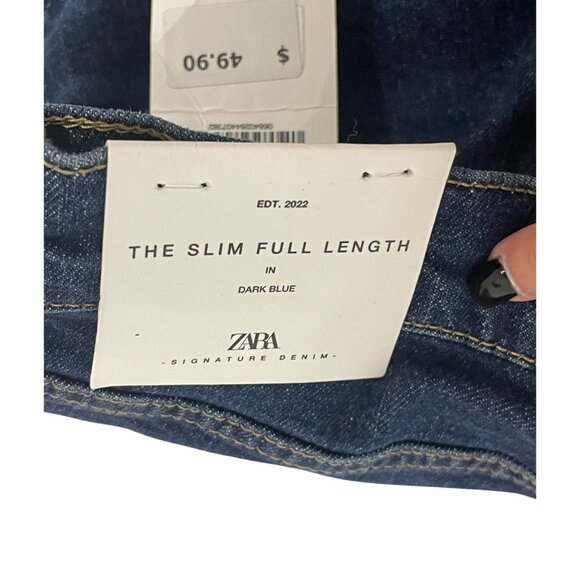 $ 49.90
EDT. 2022
THE SLIM FULL LENGTH
IN
DARK BLUE
ZARA
- SIGNATURE DENIM -